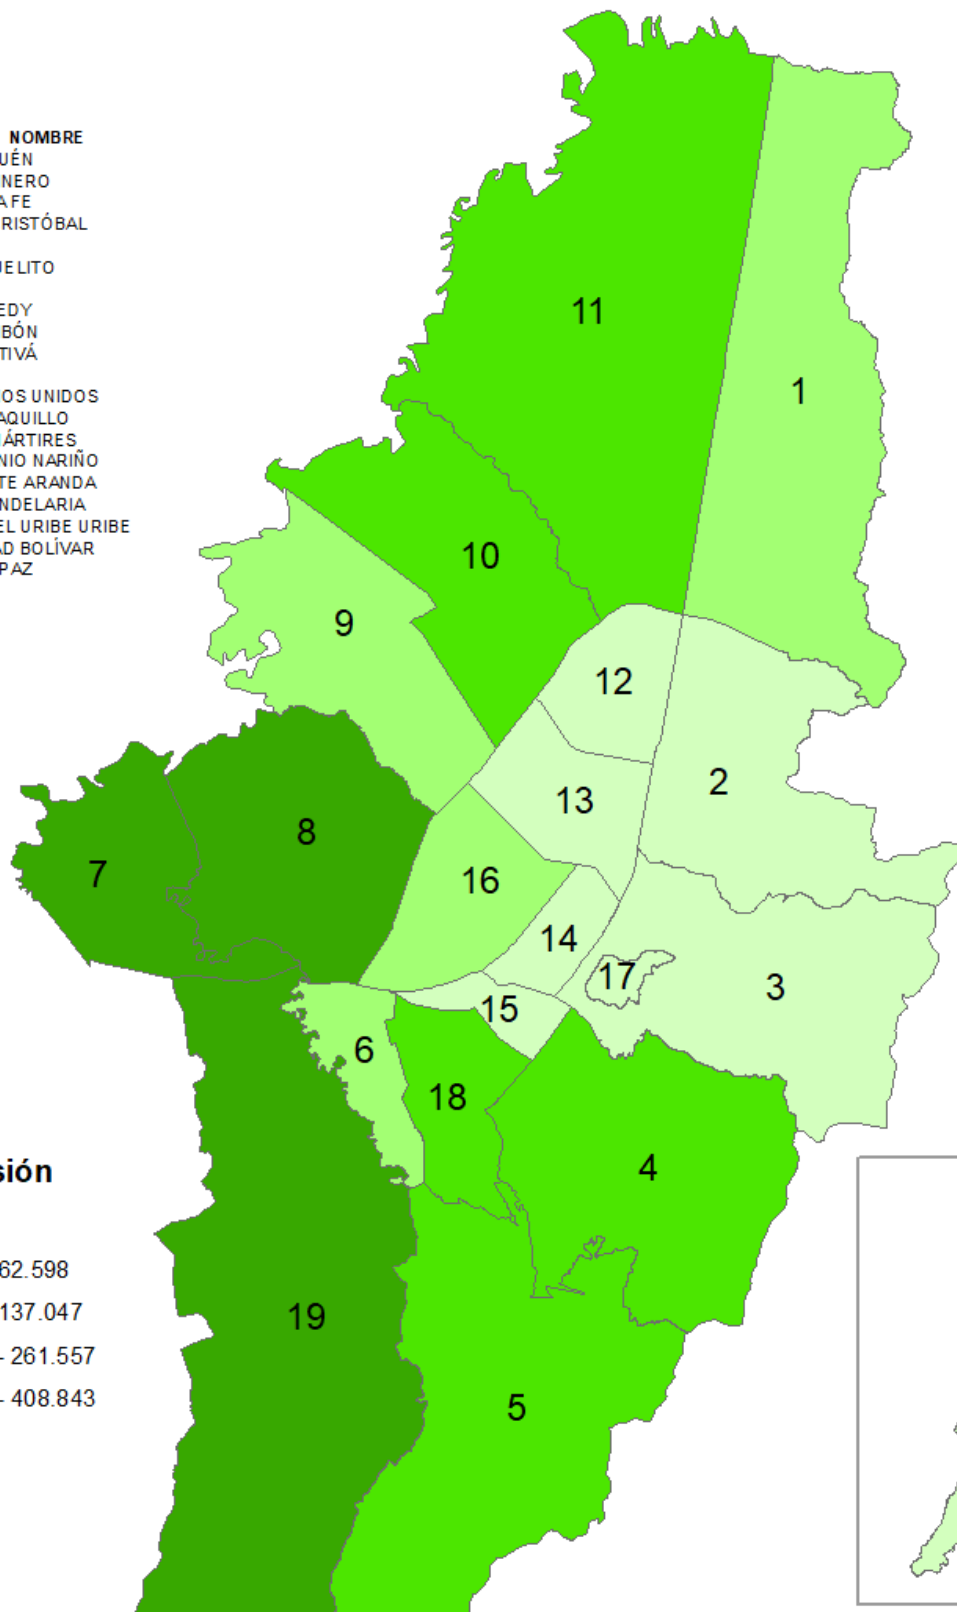 NOMBRE
UÉN
NERO
AFE
RISTÓBAL
UELITO
EDY
BÓN
TIVÁ
OS UNIDOS
AQUILLO
MÁRTIRES
NIO NARIÑO
TE ARANDA
NDELARIA
EL URIBE URIBE
AD BOLÍVAR
PAZ
11
1
10
9
12
2
13
8
7
16
14
17
3
15
6
18
4
sión
62.598
137.047
19
- 261.557
- 408.843
5